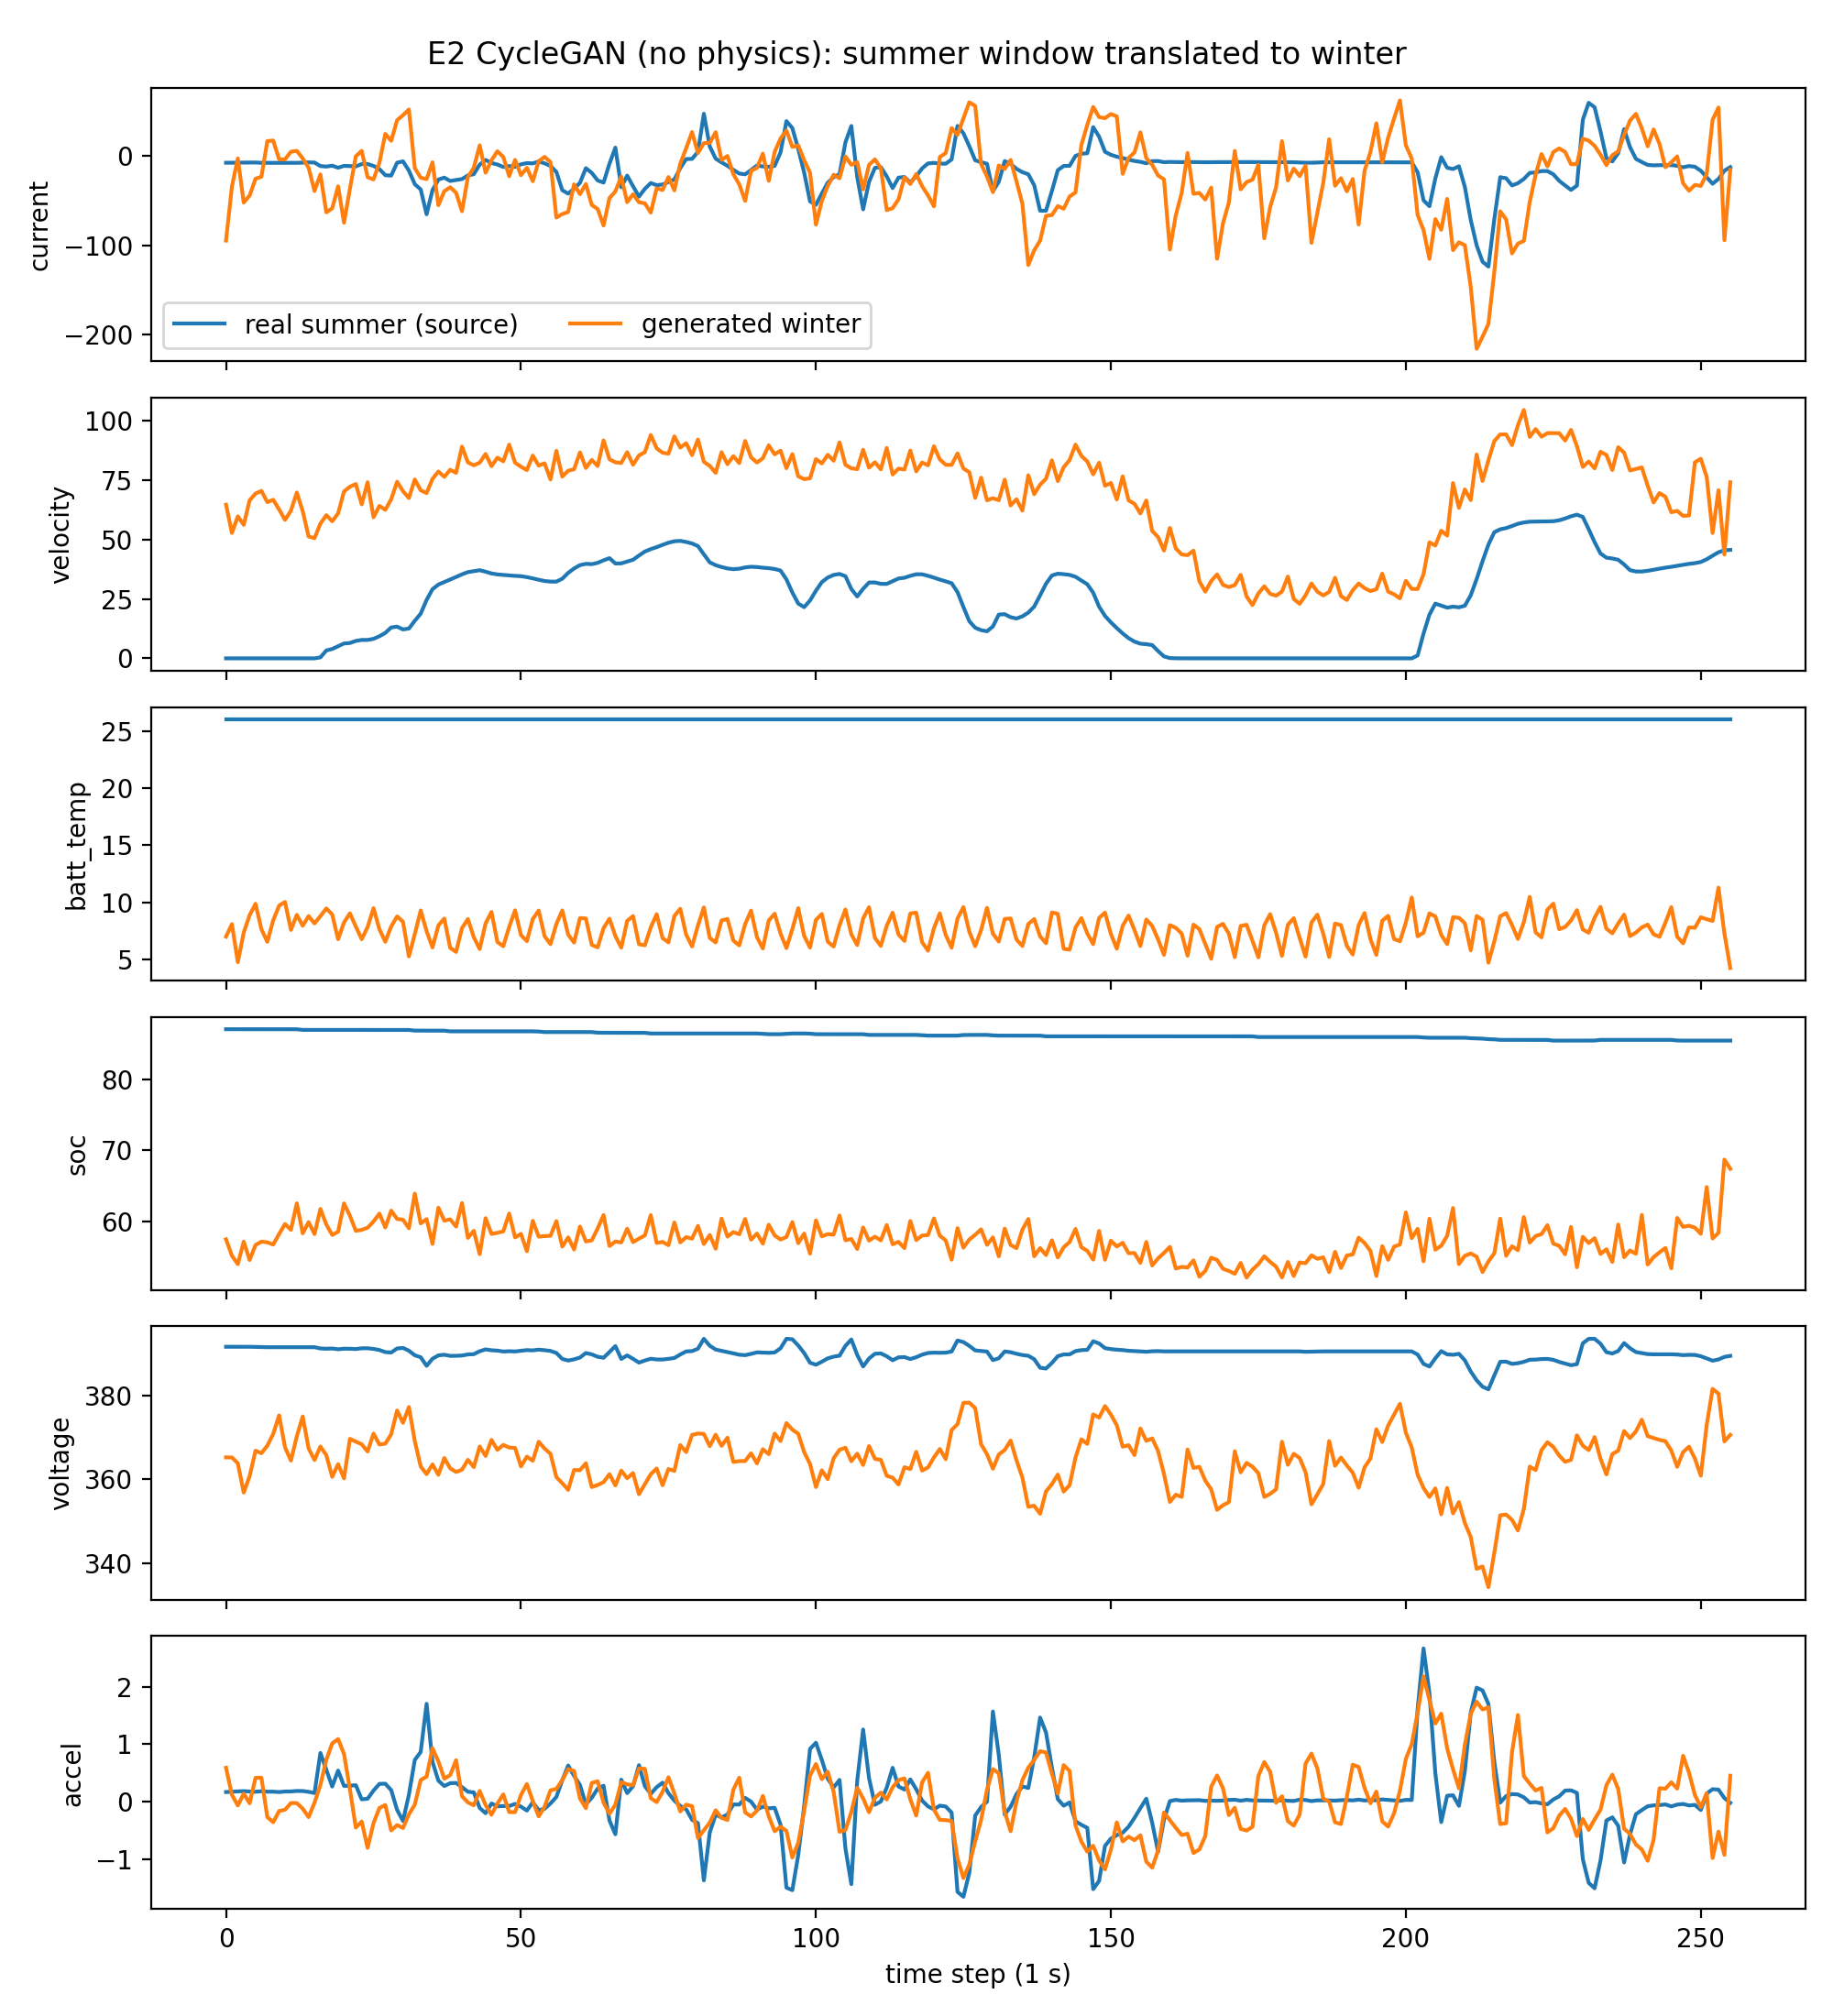 E2 CycleGAN (no physics): summer window translated to winter
current
0
−100
−200
real summer (source)
generated winter
velocity
100
75
50
25
0
batt_temp
25
20
15
10
5
soc
80
70
60
voltage
380
360
340
accel
2
1
0
−1
0 50 100 150 200 250
time step (1 s)